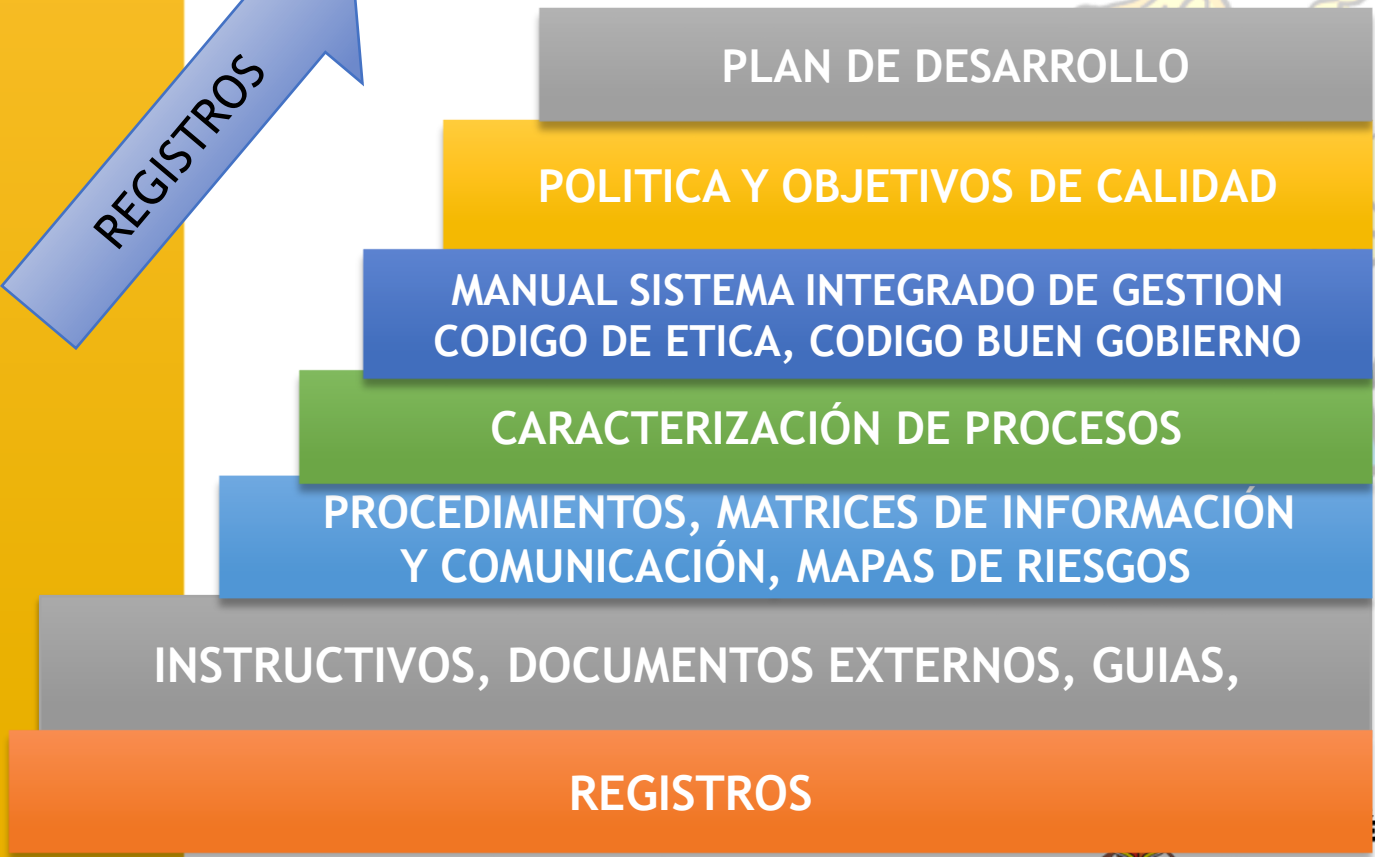 REGISTROS
PLAN DE DESARROLLO
POLITICA Y OBJETIVOS DE CALIDAD
MANUAL SISTEMA INTEGRADO DE GESTION
CODIGO DE ETICA, CODIGO BUEN GOBIERNO
CARACTERIZACIÓN DE PROCESOS
PROCEDIMIENTOS, MATRICES DE INFORMACIÓN
Y COMUNICACIÓN, MAPAS DE RIESGOS
INSTRUCTIVOS, DOCUMENTOS EXTERNOS, GUIAS,
REGISTROS